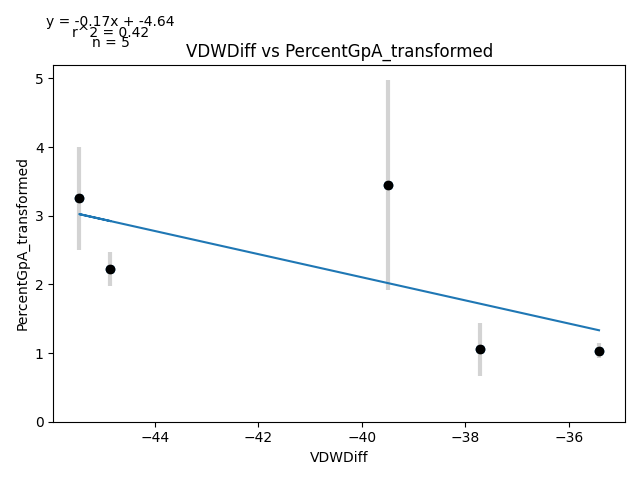 y = -0.17x + -4.64
r^2 = 0.42
n = 5
VDWDiff vs PercentGpA_transformed
PercentGpA_transformed
5
4
3
2
1
0
−44
−42
−40
−38
−36
VDWDiff